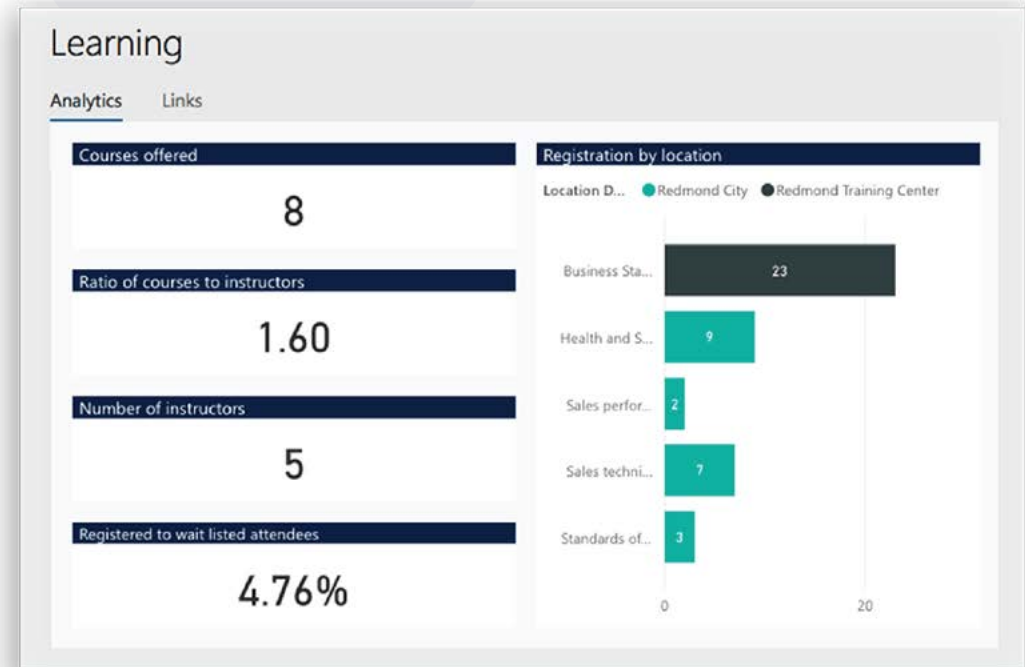 Learning
Analytics Links
Courses offered
8
Ratio of courses to instructors
1.60
Number of instructors
5
Registered to wait listed attendees
4.76%
Registration by location
Location D... Redmond City Redmond Training Center
Business Sta... 23
Health and S... 9
Sales perfor... 2
Sales techni... 7
Standards of... 3
0 20